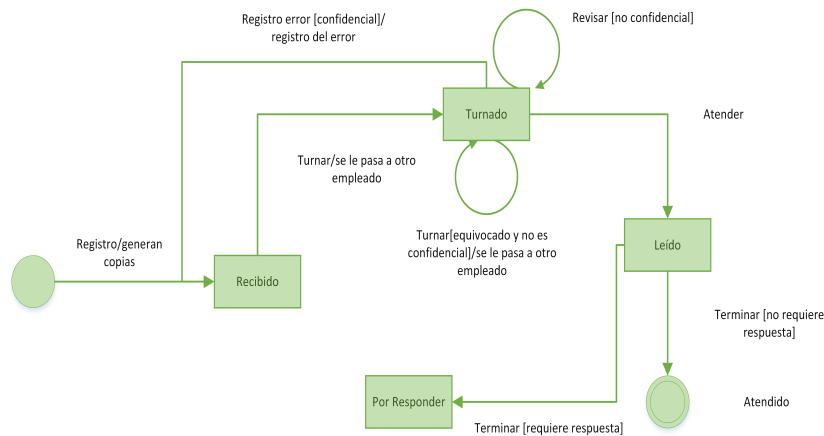 Registro error [confidencial]/
registro del error
Revisar [no confidencial]
Turnado
Atender
Turnar/se le pasa a otro
empleado
Turnar[equivocado y no es
confidencial]/se le pasa a otro
empleado
Registro/generan
copias
Leído
Recibido
Terminar [no requiere
respuesta]
Por Responder
Atendido
Terminar [requiere respuesta]